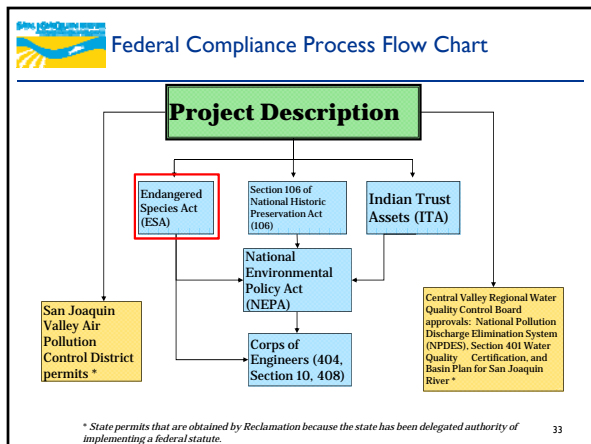 SAN JOAQUIN RIVER
Federal Compliance Process Flow Chart
Project Description
Endangered
Species Act
(ESA)
Section 106 of
National Historic
Preservation Act
(106)
Indian Trust
Assets (ITA)
National
Environmental
Policy Act
(NEPA)
San Joaquin
Valley Air
Pollution
Control District
permits *
Corps of
Engineers (404,
Section 10, 408)
Central Valley Regional Water
Quality Control Board
approvals: National Pollution
Discharge Elimination System
(NPDES), Section 401 Water
Quality Certification, and
Basin Plan for San Joaquin
River *
* State permits that are obtained by Reclamation because the state has been delegated authority of
implementing a federal statute.
33